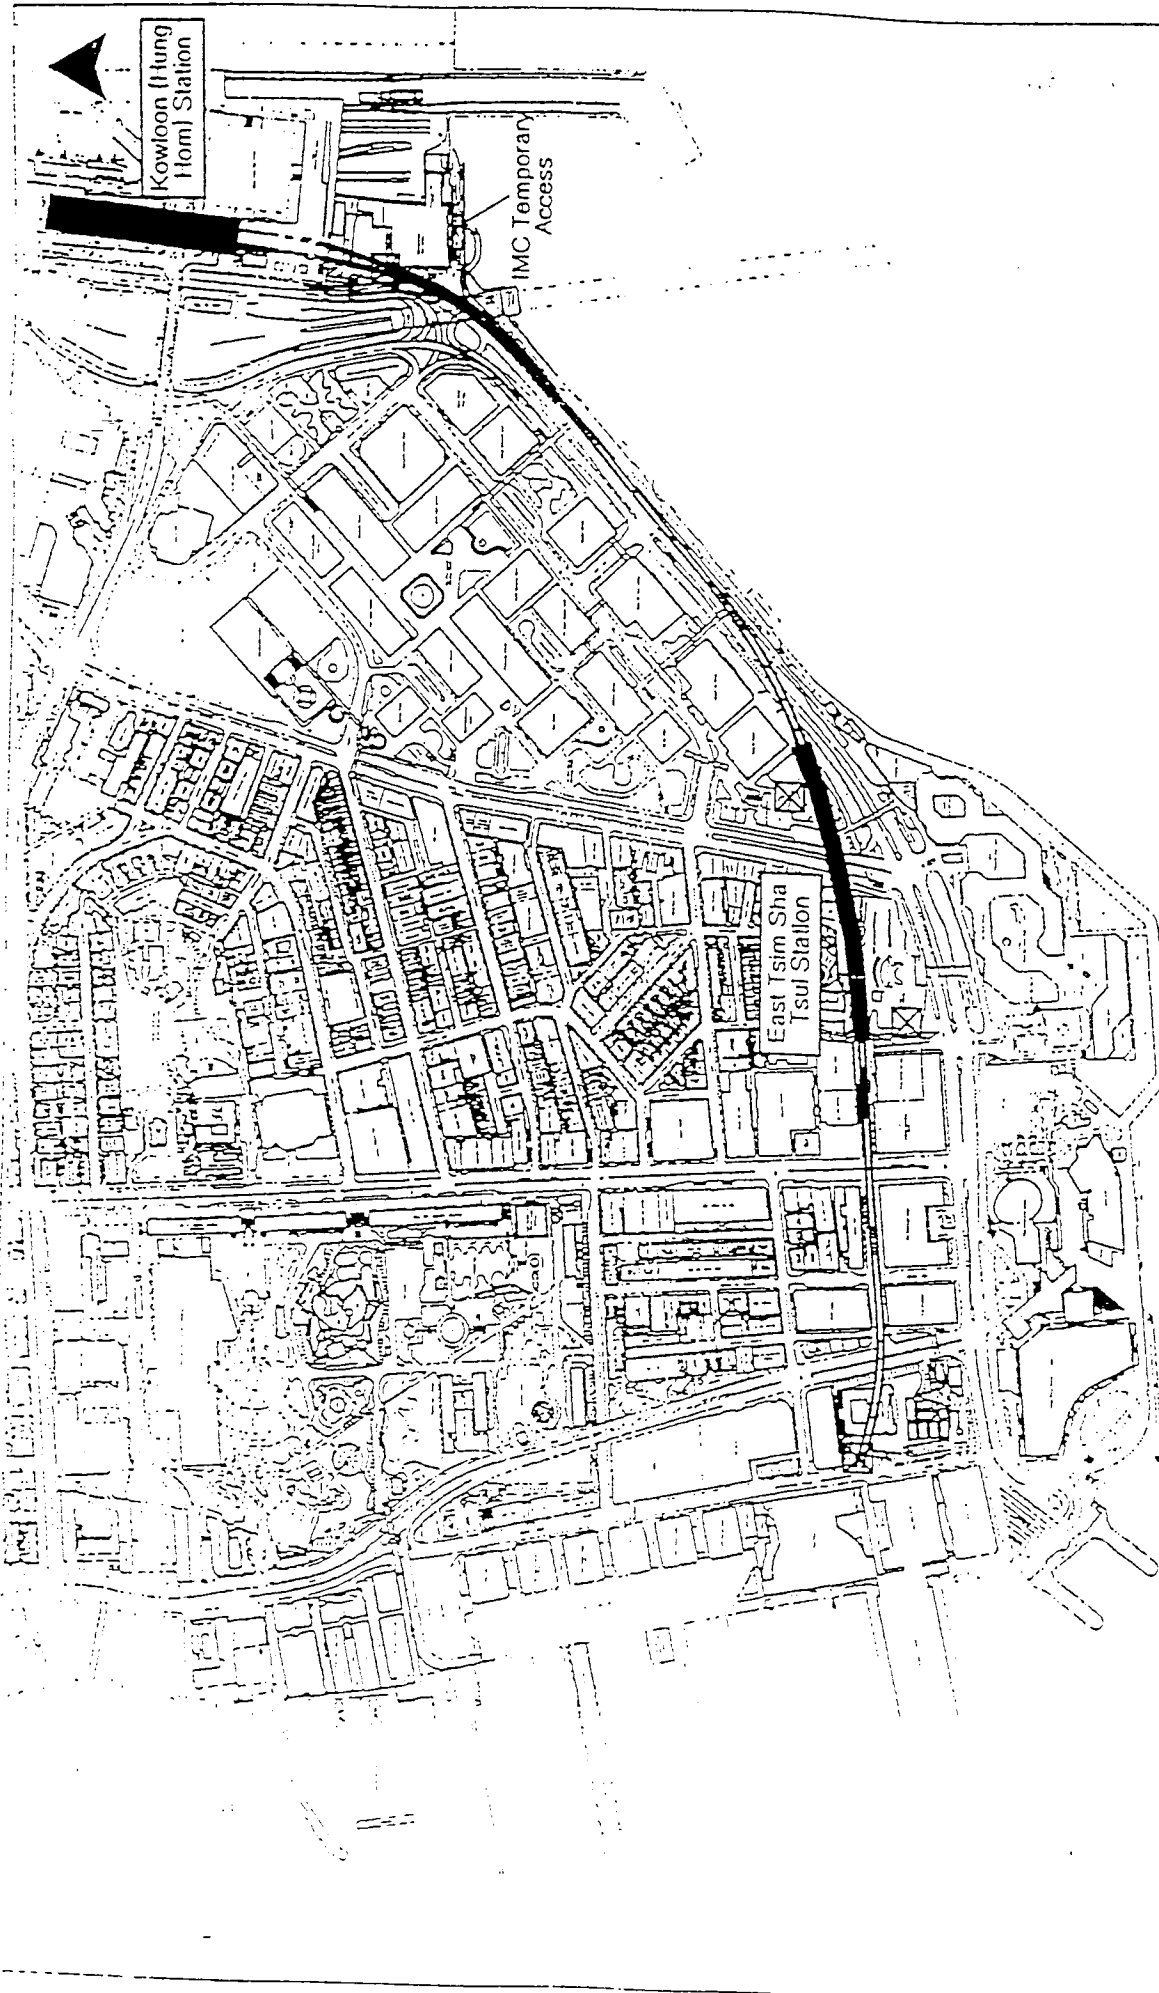 Kowloon (Hung
Hom) Station
IMC Temporary
Access
East Tsim Sha
Tsui Station